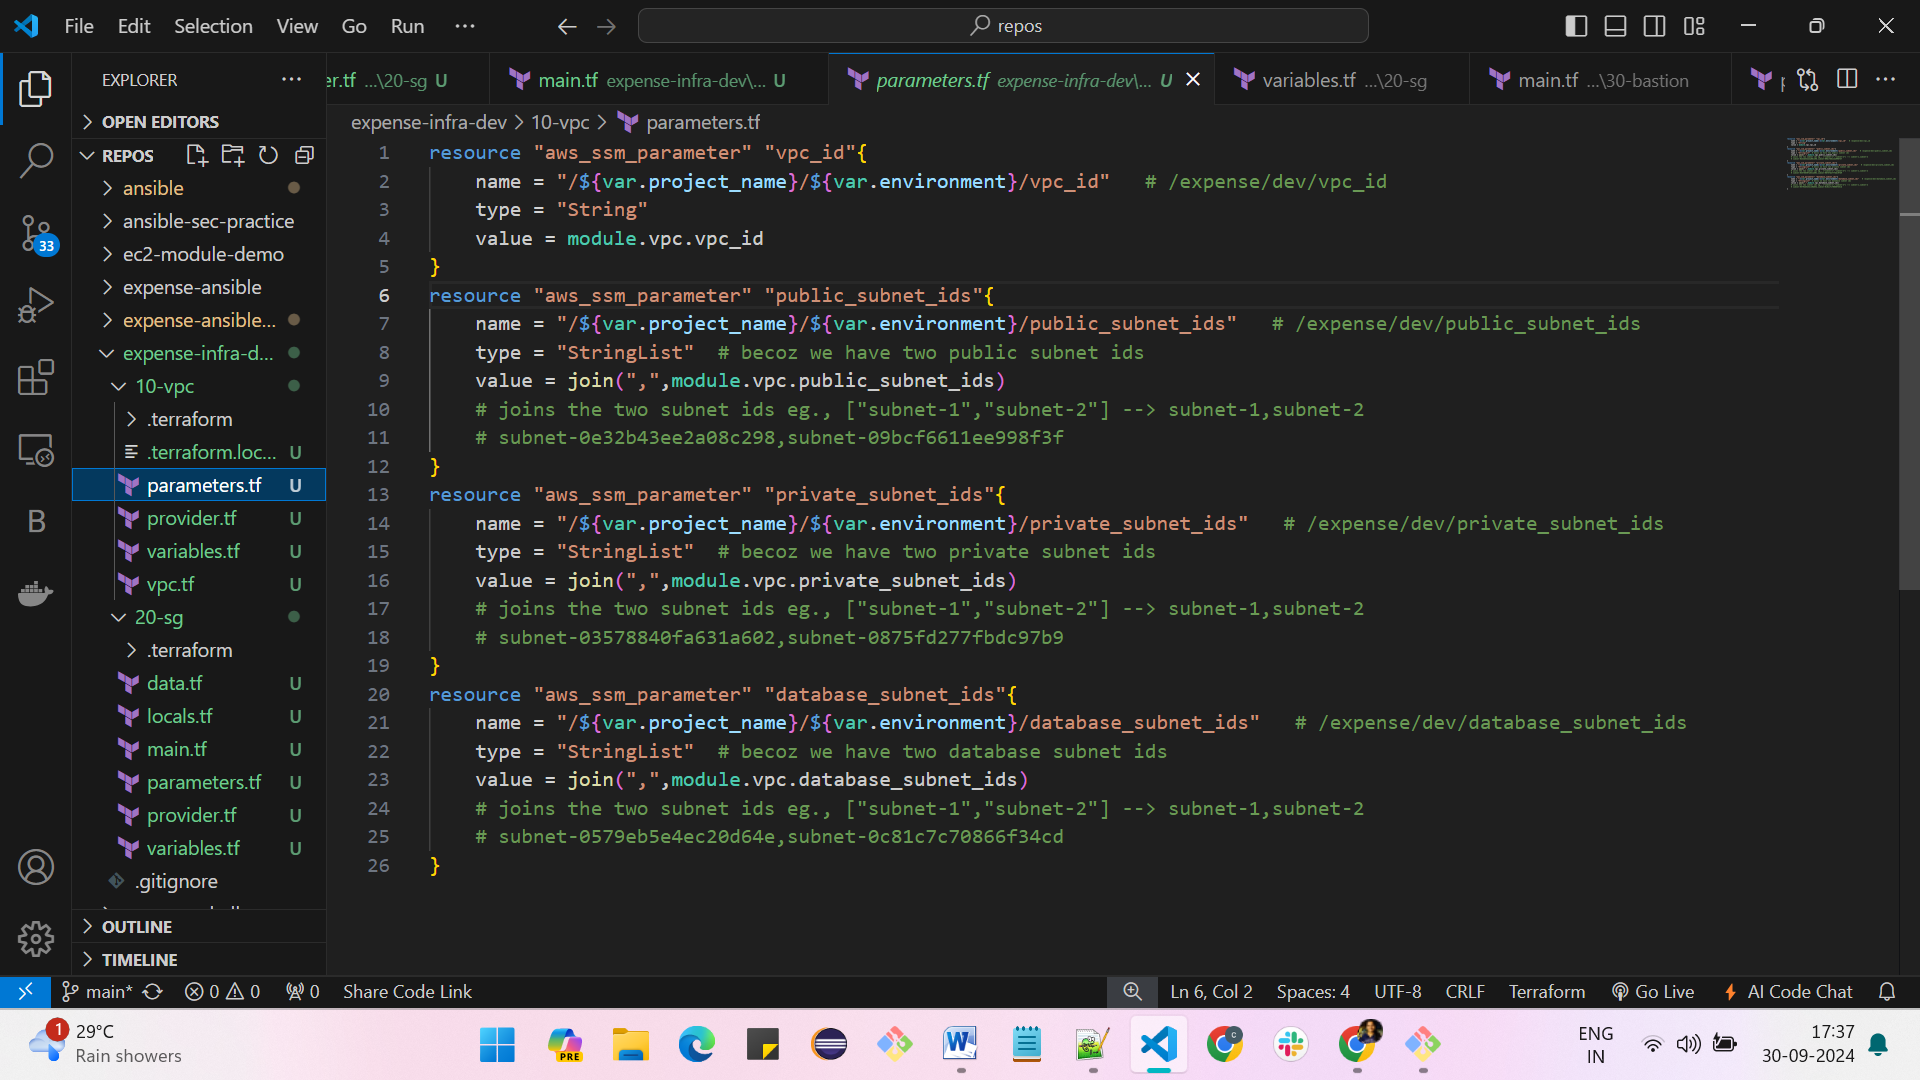 File Edit Selection View Go Run ··· repos
EXPLORER ···
er.tf ...\20-sg U
main.tf expense-infra-dev\... U
parameters.tf expense-infra-dev\... U
variables.tf ...\20-sg
main.tf ...\30-bastion
expense-infra-dev > 10-vpc > parameters.tf
OPEN EDITORS
REPOS
ansible
ansible-sec-practice
ec2-module-demo
expense-ansible
expense-ansible...
expense-infra-d...
10-vpc
.terraform
.terraform.loc... U
parameters.tf U
provider.tf U
variables.tf U
vpc.tf U
20-sg
.terraform
data.tf U
locals.tf U
main.tf U
parameters.tf U
provider.tf U
variables.tf U
.gitignore
OUTLINE
TIMELINE
33
B
1 resource "aws_ssm_parameter" "vpc_id"{
2 name = "/${var.project_name}/${var.environment}/vpc_id" # /expense/dev/vpc_id
3 type = "String"
4 value = module.vpc.vpc_id
5 }
6 resource "aws_ssm_parameter" "public_subnet_ids"{
7 name = "/${var.project_name}/${var.environment}/public_subnet_ids" # /expense/dev/public_subnet_ids
8 type = "StringList" # becoz we have two public subnet ids
9 value = join(",",module.vpc.public_subnet_ids)
10 # joins the two subnet ids eg., ["subnet-1","subnet-2"] --> subnet-1,subnet-2
11 # subnet-0e32b43ee2a08c298,subnet-09bcf6611ee998f3f
12 }
13 resource "aws_ssm_parameter" "private_subnet_ids"{
14 name = "/${var.project_name}/${var.environment}/private_subnet_ids" # /expense/dev/private_subnet_ids
15 type = "StringList" # becoz we have two private subnet ids
16 value = join(",",module.vpc.private_subnet_ids)
17 # joins the two subnet ids eg., ["subnet-1","subnet-2"] --> subnet-1,subnet-2
18 # subnet-03578840fa631a602,subnet-0875fd277fbdc97b9
19 }
20 resource "aws_ssm_parameter" "database_subnet_ids"{
21 name = "/${var.project_name}/${var.environment}/database_subnet_ids" # /expense/dev/database_subnet_ids
22 type = "StringList" # becoz we have two database subnet ids
23 value = join(",",module.vpc.database_subnet_ids)
24 # joins the two subnet ids eg., ["subnet-1","subnet-2"] --> subnet-1,subnet-2
25 # subnet-0579eb5e4ec20d64e,subnet-0c81c7c70866f34cd
26 }
main* 0 0 0 Share Code Link Ln 6, Col 2 Spaces: 4 UTF-8 CRLF Terraform Go Live AI Code Chat
1 29°C
Rain showers
PRE
ENG
IN
17:37
30-09-2024